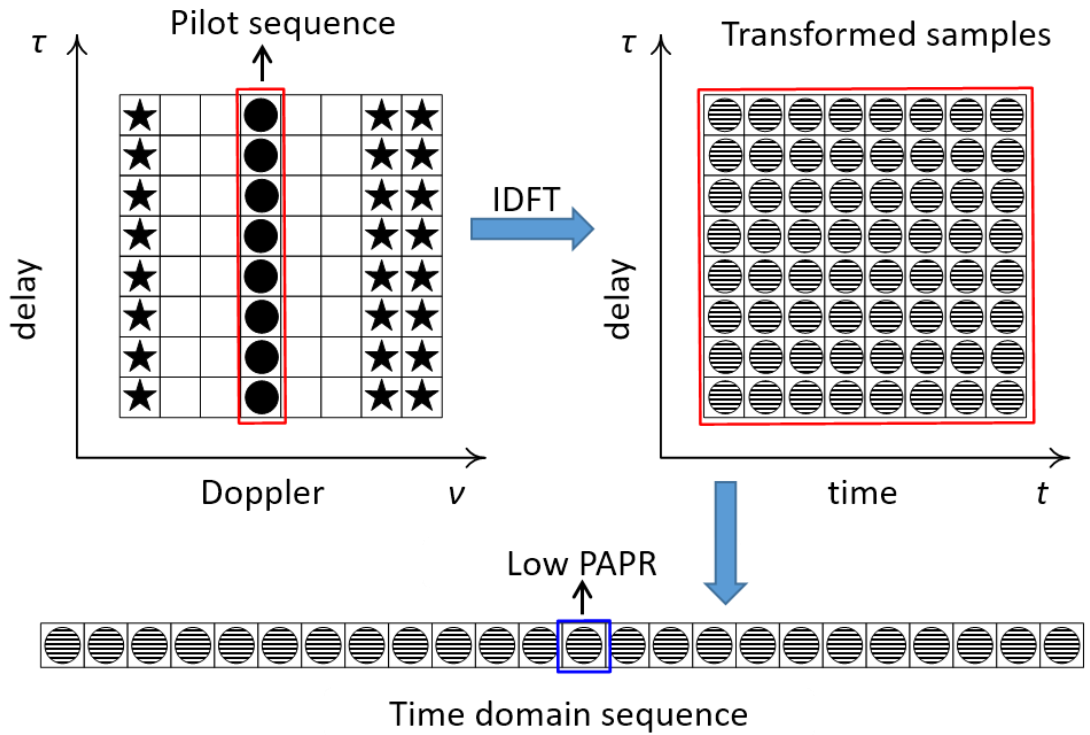 Pilot sequence
Transformed samples
τ
τ
IDFT
delay
delay
Doppler
ν
time
t
Low PAPR
Time domain sequence